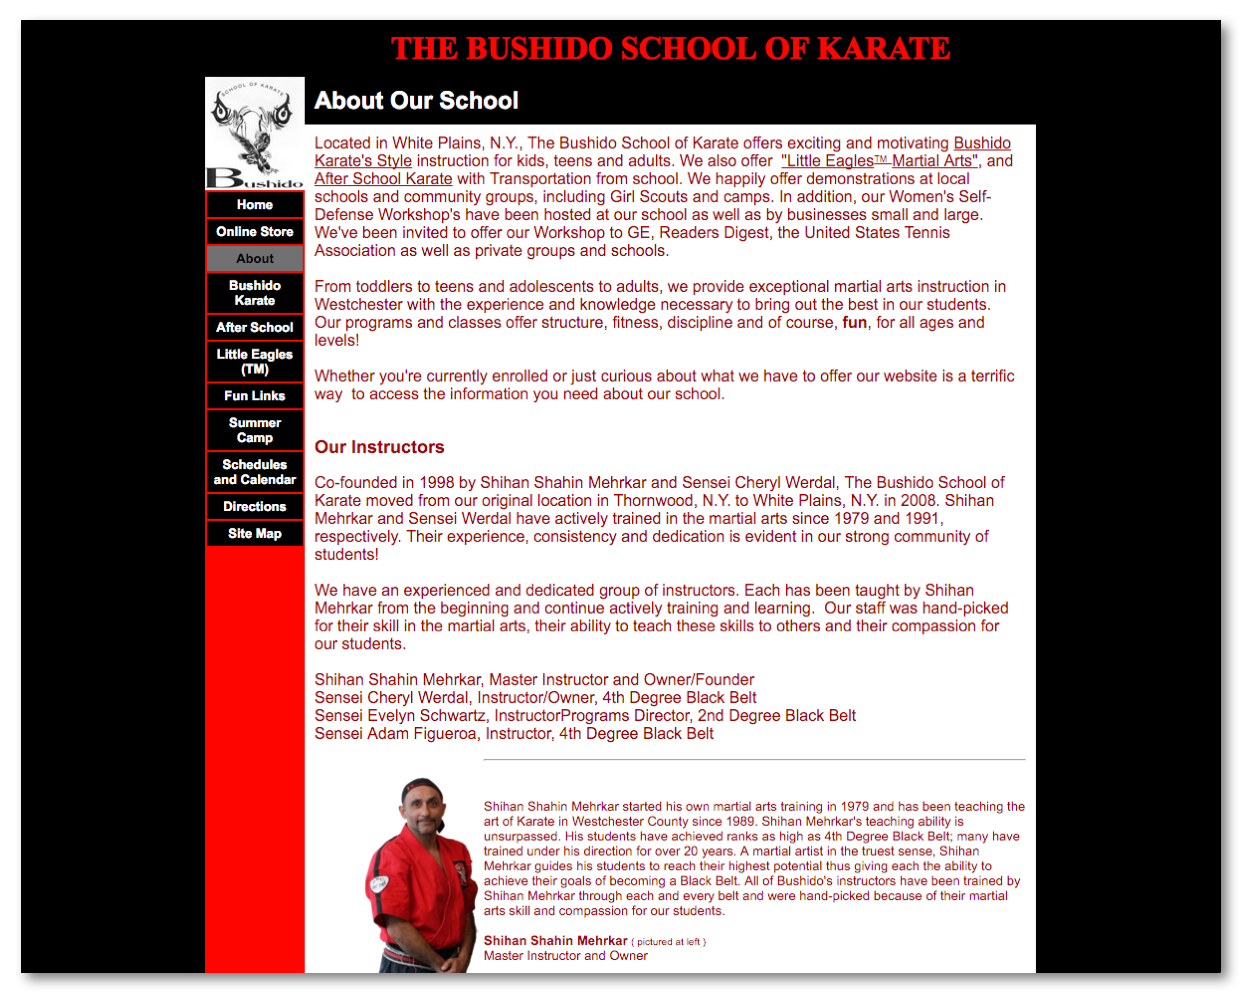 THE BUSHIDO SCHOOL OF KARATE
SCHOOL OF KARATE
Bushido
Home
Online Store
About
Bushido
Karate
After School
Little Eagles
(TM)
Fun Links
Summer
Camp
Schedules
and Calendar
Directions
Site Map
About Our School
Located in White Plains, N.Y., The Bushido School of Karate offers exciting and motivating Bushido
Karate's Style instruction for kids, teens and adults. We also offer  "Little Eagles™ Martial Arts", and
After School Karate with Transportation from school. We happily offer demonstrations at local
schools and community groups, including Girl Scouts and camps. In addition, our Women's Self-
Defense Workshop's have been hosted at our school as well as by businesses small and large.
We've been invited to offer our Workshop to GE, Readers Digest, the United States Tennis
Association as well as private groups and schools.
From toddlers to teens and adolescents to adults, we provide exceptional martial arts instruction in
Westchester with the experience and knowledge necessary to bring out the best in our students.
Our programs and classes offer structure, fitness, discipline and of course, fun, for all ages and
levels!
Whether you're currently enrolled or just curious about what we have to offer our website is a terrific
way  to access the information you need about our school.
Our Instructors
Co-founded in 1998 by Shihan Shahin Mehrkar and Sensei Cheryl Werdal, The Bushido School of
Karate moved from our original location in Thornwood, N.Y. to White Plains, N.Y. in 2008. Shihan
Mehrkar and Sensei Werdal have actively trained in the martial arts since 1979 and 1991,
respectively. Their experience, consistency and dedication is evident in our strong community of
students!
We have an experienced and dedicated group of instructors. Each has been taught by Shihan
Mehrkar from the beginning and continue actively training and learning.  Our staff was hand-picked
for their skill in the martial arts, their ability to teach these skills to others and their compassion for
our students.
Shihan Shahin Mehrkar, Master Instructor and Owner/Founder
Sensei Cheryl Werdal, Instructor/Owner, 4th Degree Black Belt
Sensei Evelyn Schwartz, InstructorPrograms Director, 2nd Degree Black Belt
Sensei Adam Figueroa, Instructor, 4th Degree Black Belt
Shihan Shahin Mehrkar started his own martial arts training in 1979 and has been teaching the
art of Karate in Westchester County since 1989. Shihan Mehrkar's teaching ability is
unsurpassed. His students have achieved ranks as high as 4th Degree Black Belt; many have
trained under his direction for over 20 years. A martial artist in the truest sense, Shihan
Mehrkar guides his students to reach their highest potential thus giving each the ability to
achieve their goals of becoming a Black Belt. All of Bushido's instructors have been trained by
Shihan Mehrkar through each and every belt and were hand-picked because of their martial
arts skill and compassion for our students.
Shihan Shahin Mehrkar ( pictured at left )
Master Instructor and Owner